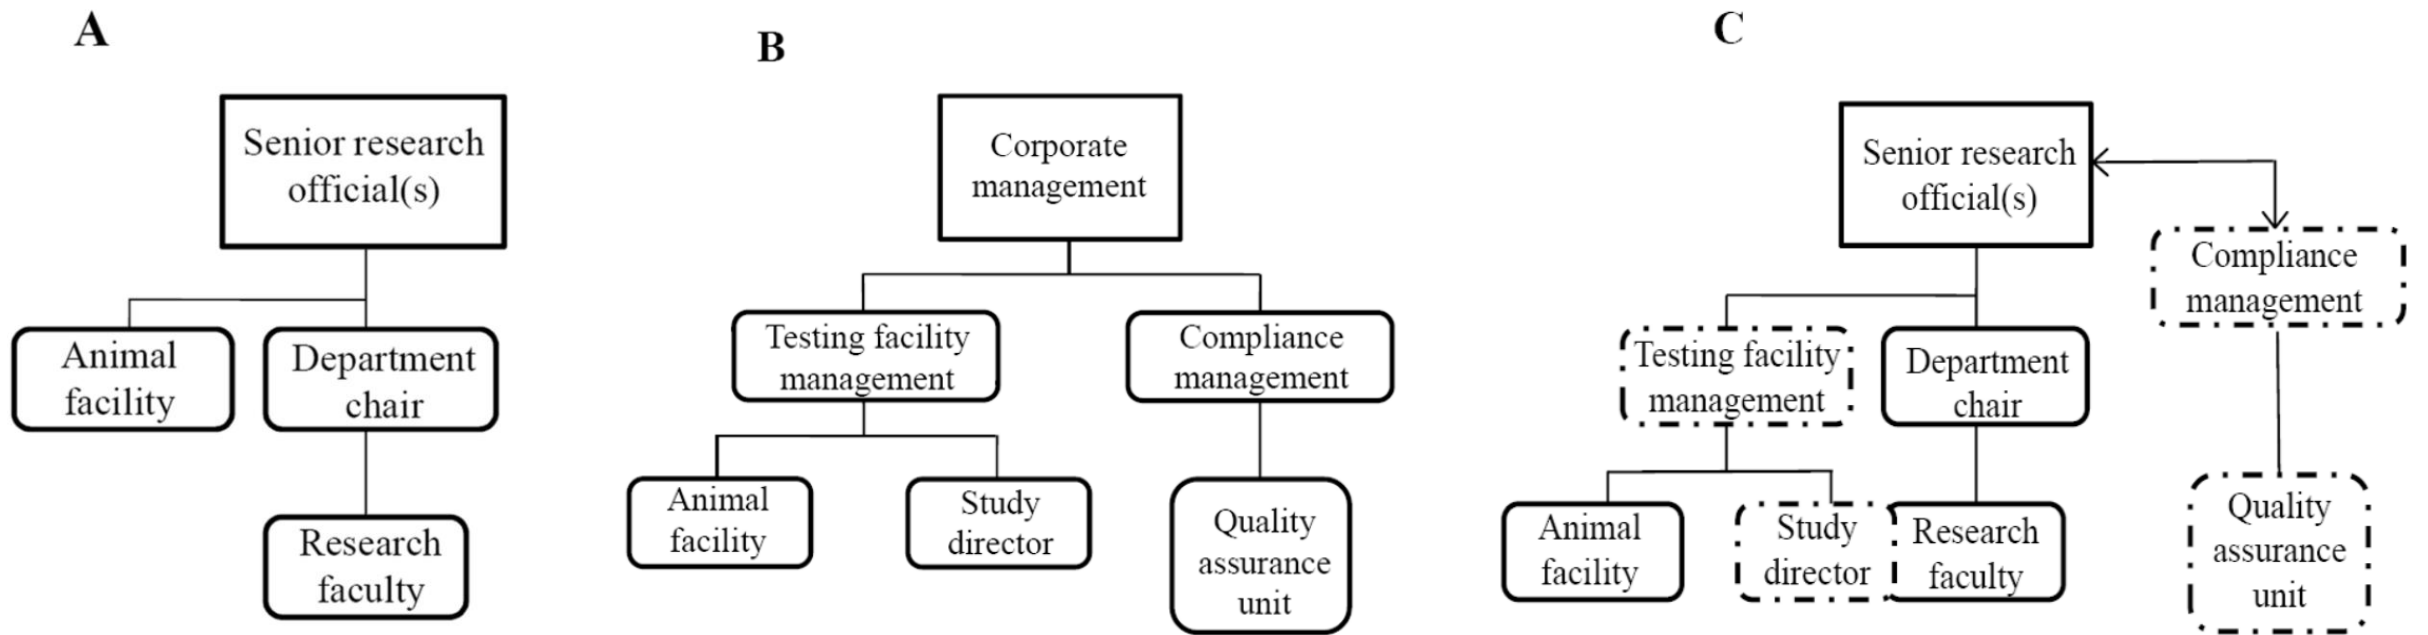 A
Senior research
official(s)
Animal
facility
Department
chair
Research
faculty
B
Corporate
management
Testing facility
management
Compliance
management
Animal
facility
Study
director
Quality
assurance
unit
C
Senior research
official(s)
Compliance
management
Testing facility
management
Department
chair
Animal
facility
Study
director
Research
faculty
Quality
assurance
unit